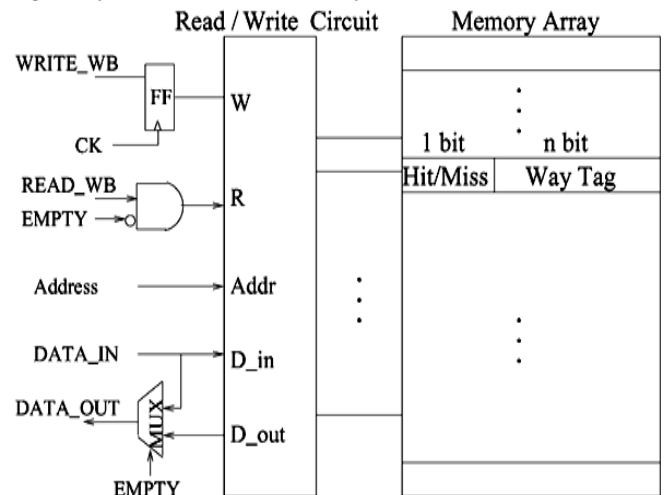 Read / Write Circuit
Memory Array
WRITE_WB
FF
W
CK
1 bit
n bit
READ_WB
R
Hit/Miss
Way Tag
EMPTY
Address
Addr
DATA_IN
D_in
DATA_OUT
MUX
D_out
EMPTY